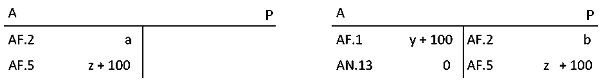 A P
AF.2 a
AF.5 z + 100
A P
AF.1 y + 100 AF.2 b
AN.13 0 AF.5 z + 100